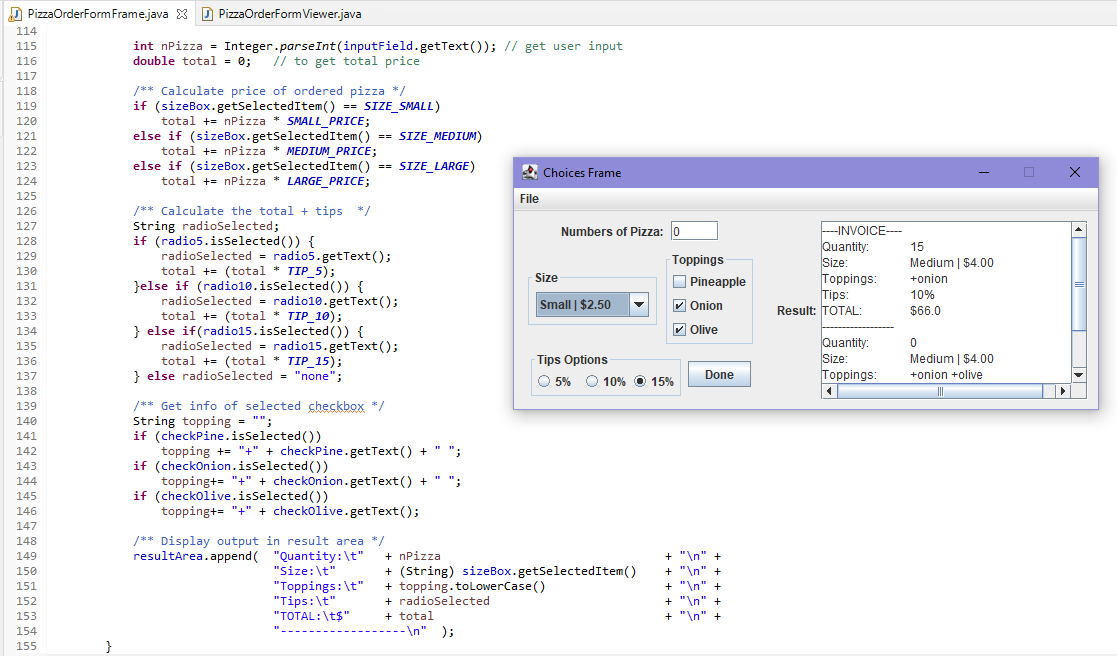 PizzaOrderFormFrame.java PizzaOrderFormViewer.java
114
115 int nPizza = Integer.parseInt(inputField.getText()); // get user input
116 double total = 0; // to get total price
117
118 /** Calculate price of ordered pizza */
119 if (sizeBox.getSelectedItem() == SIZE_SMALL)
120 total += nPizza * SMALL_PRICE;
121 else if (sizeBox.getSelectedItem() == SIZE_MEDIUM)
122 total += nPizza * MEDIUM_PRICE;
123 else if (sizeBox.getSelectedItem() == SIZE_LARGE)
124 total += nPizza * LARGE_PRICE;
125
126 /** Calculate the total + tips */
127 String radioSelected;
128 if (radio5.isSelected()) {
129 radioSelected = radio5.getText();
130 total += (total * TIP_5);
131 }else if (radio10.isSelected()) {
132 radioSelected = radio10.getText();
133 total += (total * TIP_10);
134 } else if(radio15.isSelected()) {
135 radioSelected = radio15.getText();
136 total += (total * TIP_15);
137 } else radioSelected = "none";
138
139 /** Get info of selected checkbox */
140 String topping = "";
141 if (checkPine.isSelected())
142 topping += "+" + checkPine.getText() + " ";
143 if (checkOnion.isSelected())
144 topping+= "+" + checkOnion.getText() + " ";
145 if (checkOlive.isSelected())
146 topping+= "+" + checkOlive.getText();
147
148 /** Display output in result area */
149 resultArea.append( "Quantity:\t" + nPizza + "\n" +
150 "Size:\t" + (String) sizeBox.getSelectedItem() + "\n" +
151 "Toppings:\t" + topping.toLowerCase() + "\n" +
152 "Tips:\t" + radioSelected + "\n" +
153 "TOTAL:\t$" + total + "\n" +
154 "------------------\n" );
155 }
Choices Frame
File
Numbers of Pizza: 0
Size
Small | $2.50
Toppings
Pineapple
Onion
Olive
Tips Options
5% 10% 15%
Done
Result:
----INVOICE----
Quantity: 15
Size: Medium | $4.00
Toppings: +onion
Tips: 10%
TOTAL: $66.0
------------------
Quantity: 0
Size: Medium | $4.00
Toppings: +onion +olive